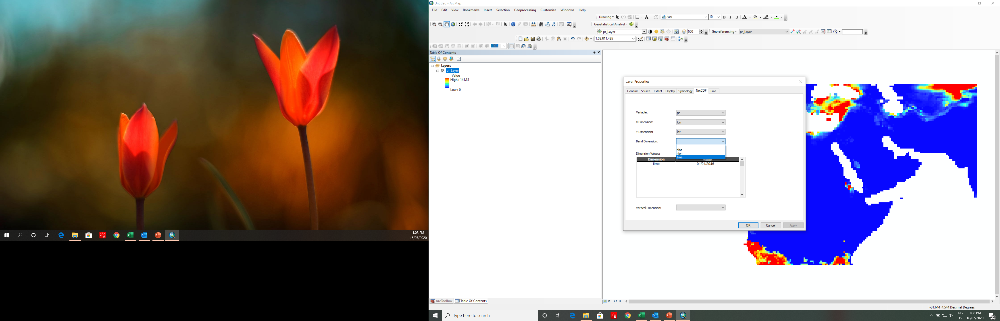 Untitled - ArcMap
File Edit View Bookmarks Insert Selection Geoprocessing Customize Windows Help
Drawing Arial 10 B I U A
Geostatistical Analyst
pr_Layer 500 Georeferencing pr_Layer
1:33,611,485
Table Of Contents
Layers
pr_Layer
Value
High : 141.31
Low : 0
Layer Properties
General Source Extent Display Symbology NetCDF Time
Variable: pr
X Dimension: lon
Y Dimension: lat
Band Dimension:
nlat
nlon
time
Dimension Values:
Dimension Value
time 01/01/2046
Vertical Dimension:
OK Cancel Apply
ArcToolbox Table Of Contents
-31.644 4.544 Decimal Degrees
1:08 PM
16/07/2020
Type here to search
ENG
US
1:08 PM
16/07/2020
22